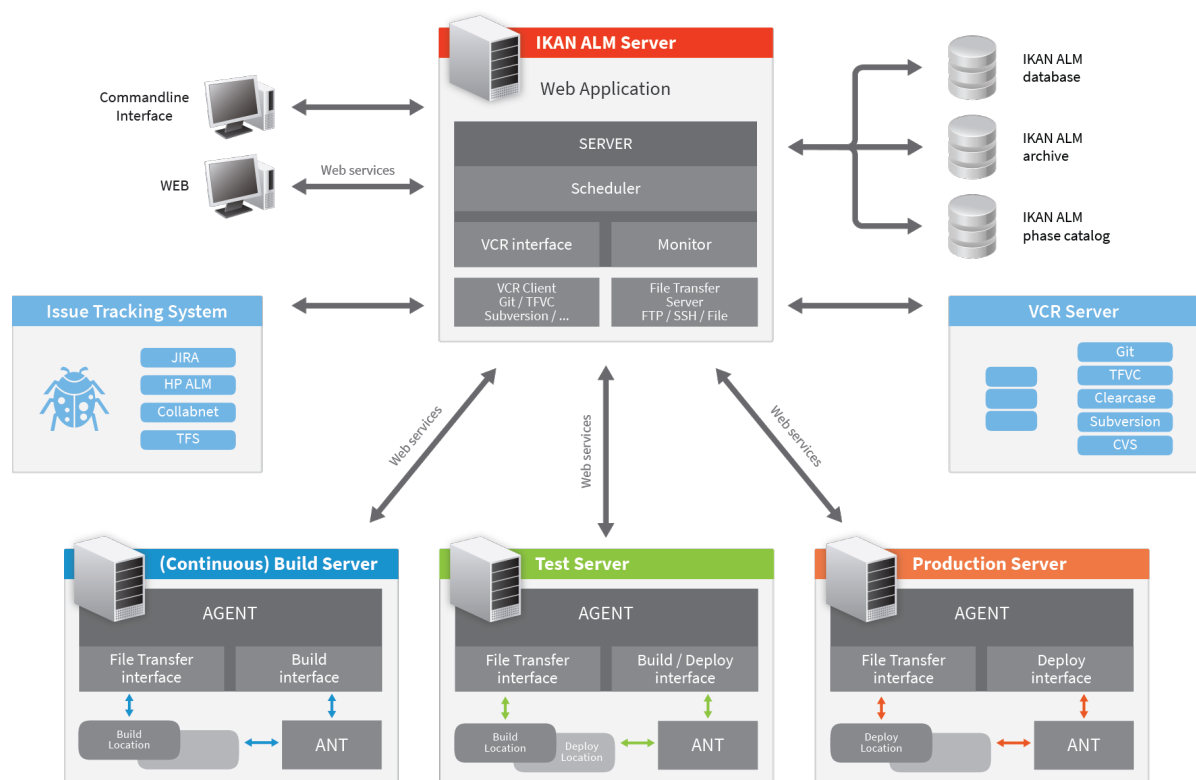 IKAN ALM Server
Web Application
SERVER
Scheduler
VCR interface
Monitor
VCR Client
Git / TFVC
Subversion / ...
File Transfer
Server
FTP / SSH / File
Commandline
Interface
WEB
Web services
IKAN ALM
database
IKAN ALM
archive
IKAN ALM
phase catalog
Issue Tracking System
JIRA
HP ALM
Collabnet
TFS
VCR Server
Git
TFVC
Clearcase
Subversion
CVS
Web services
Web services
Web services
(Continuous) Build Server
AGENT
File Transfer
interface
Build
interface
Build
Location
ANT
Test Server
AGENT
File Transfer
interface
Build / Deploy
interface
Build
Location
Deploy
Location
ANT
Production Server
AGENT
File Transfer
interface
Deploy
interface
Deploy
Location
ANT